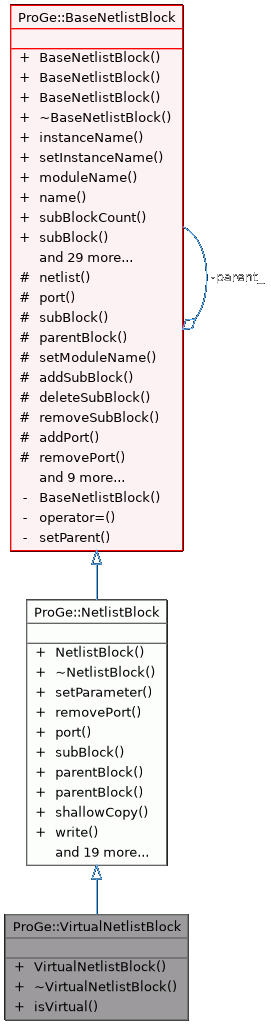 ProGe::BaseNetlistBlock
+ BaseNetlistBlock()
+ BaseNetlistBlock()
+ BaseNetlistBlock()
+ ~BaseNetlistBlock()
+ instanceName()
+ setInstanceName()
+ moduleName()
+ name()
+ subBlockCount()
+ subBlock()
and 29 more...
# netlist()
# port()
# subBlock()
# parentBlock()
# setModuleName()
# addSubBlock()
# deleteSubBlock()
# removeSubBlock()
# addPort()
# removePort()
and 9 more...
- BaseNetlistBlock()
- operator=()
- setParent()
-parent_
ProGe::NetlistBlock
+ NetlistBlock()
+ ~NetlistBlock()
+ setParameter()
+ removePort()
+ port()
+ subBlock()
+ parentBlock()
+ parentBlock()
+ shallowCopy()
+ write()
and 19 more...
ProGe::VirtualNetlistBlock
+ VirtualNetlistBlock()
+ ~VirtualNetlistBlock()
+ isVirtual()